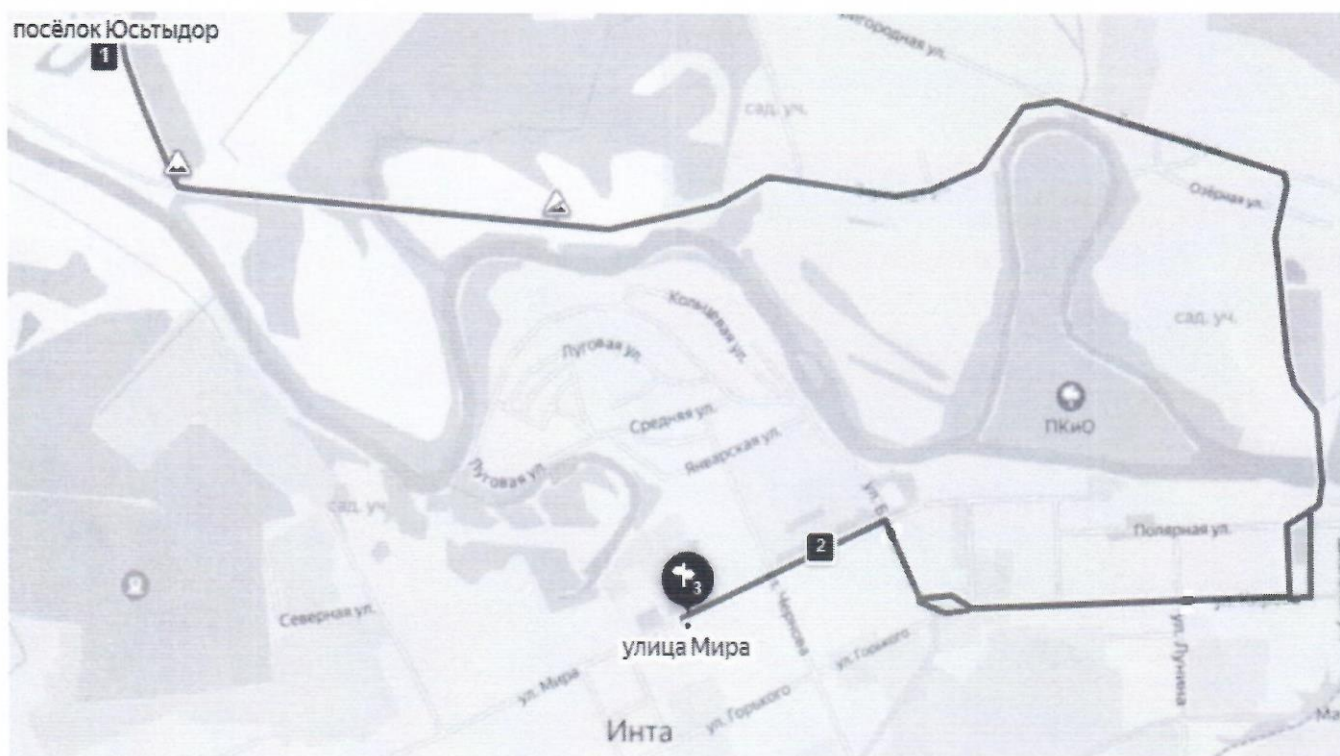 посёлок Юсьтыдор
1
сад. уч.
Озёрная ул.
Кольцевая ул.
сад. уч.
Луговая ул.
Средняя ул.
ПКиО
Январская ул.
Луговая ул.
сад. уч.
Полярная ул.
2
3
Северная ул.
ул. Чернова
улица Мира
ул. Горького
ул. Лунина
ул. Мира
ул. Горького
Инта